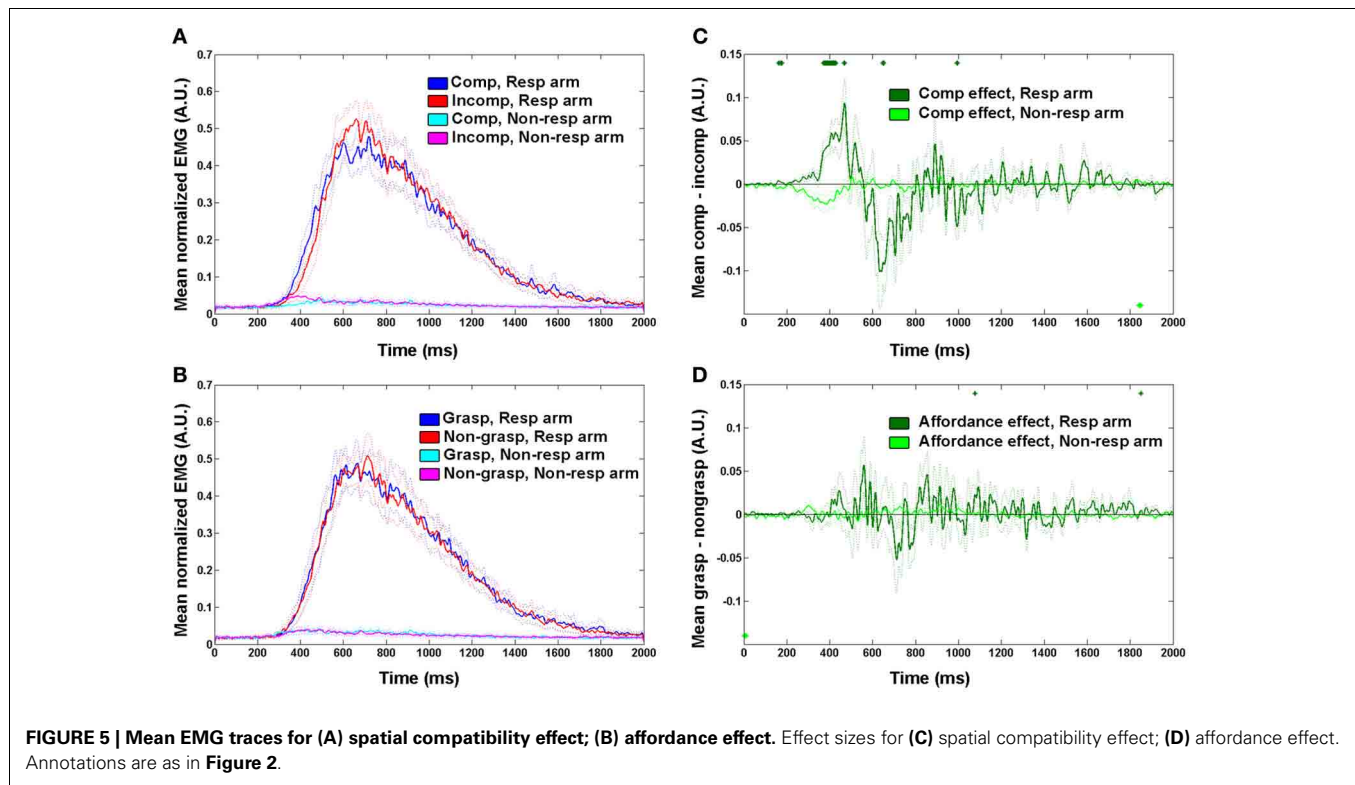 A
Mean normalized EMG (A.U.)
0.7
0.6
0.5
0.4
0.3
0.2
0.1
0
Comp, Resp arm
Incomp, Resp arm
Comp, Non-resp arm
Incomp, Non-resp arm
0 200 400 600 800 1000 1200 1400 1600 1800 2000
Time (ms)
C
Mean comp - incomp (A.U.)
0.15
0.1
0.05
0
-0.05
-0.1
Comp effect, Resp arm
Comp effect, Non-resp arm
0 200 400 600 800 1000 1200 1400 1600 1800 2000
Time (ms)
B
Mean normalized EMG (A.U.)
0.7
0.6
0.5
0.4
0.3
0.2
0.1
0
Grasp, Resp arm
Non-grasp, Resp arm
Grasp, Non-resp arm
Non-grasp, Non-resp arm
0 200 400 600 800 1000 1200 1400 1600 1800 2000
Time (ms)
D
Mean grasp - nongrasp (A.U.)
0.15
0.1
0.05
0
-0.05
-0.1
Affordance effect, Resp arm
Affordance effect, Non-resp arm
0 200 400 600 800 1000 1200 1400 1600 1800 2000
Time (ms)
FIGURE 5 | Mean EMG traces for (A) spatial compatibility effect; (B) affordance effect. Effect sizes for (C) spatial compatibility effect; (D) affordance effect.
Annotations are as in Figure 2.